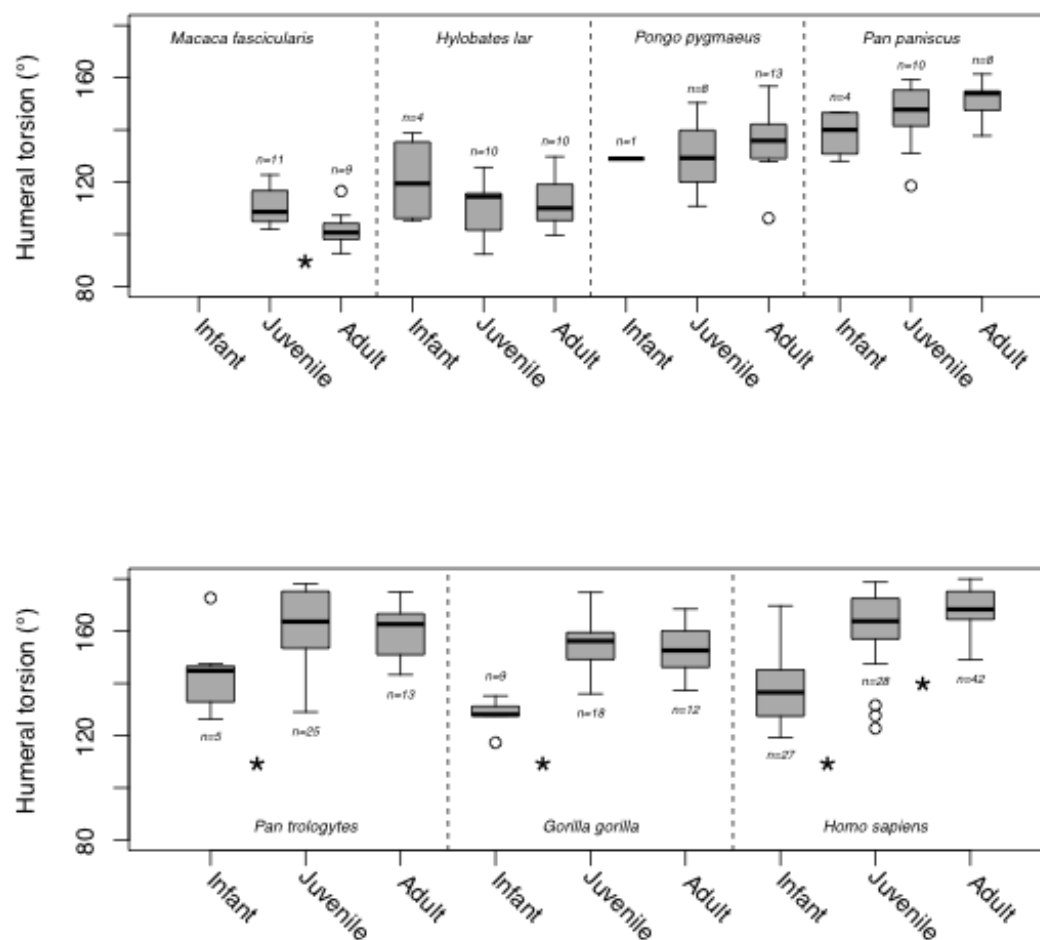 Macaca fascicularis Hylobates lar Pongo pygmaeus Pan paniscus
Humeral torsion (°)
160
120
80
n=11 n=9 n=4 n=10 n=10 n=1 n=8 n=13 n=4 n=10 n=8
*
Infant Juvenile Adult Infant Juvenile Adult Infant Juvenile Adult Infant Juvenile Adult
Humeral torsion (°)
160
120
80
n=5 n=25 n=13 n=9 n=18 n=12 n=27 n=28 n=42
* * * *
Pan trologytes Gorilla gorilla Homo sapiens
Infant Juvenile Adult Infant Juvenile Adult Infant Juvenile Adult